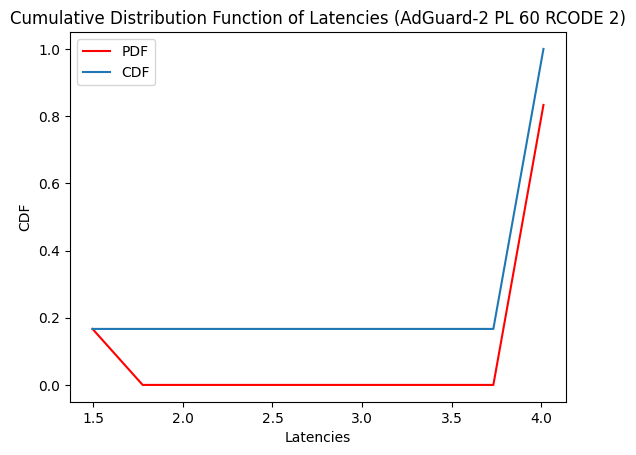 Cumulative Distribution Function of Latencies (AdGuard-2 PL 60 RCODE 2)
PDF
CDF
1.0
0.8
0.6
0.4
0.2
0.0
CDF
1.5 2.0 2.5 3.0 3.5 4.0
Latencies